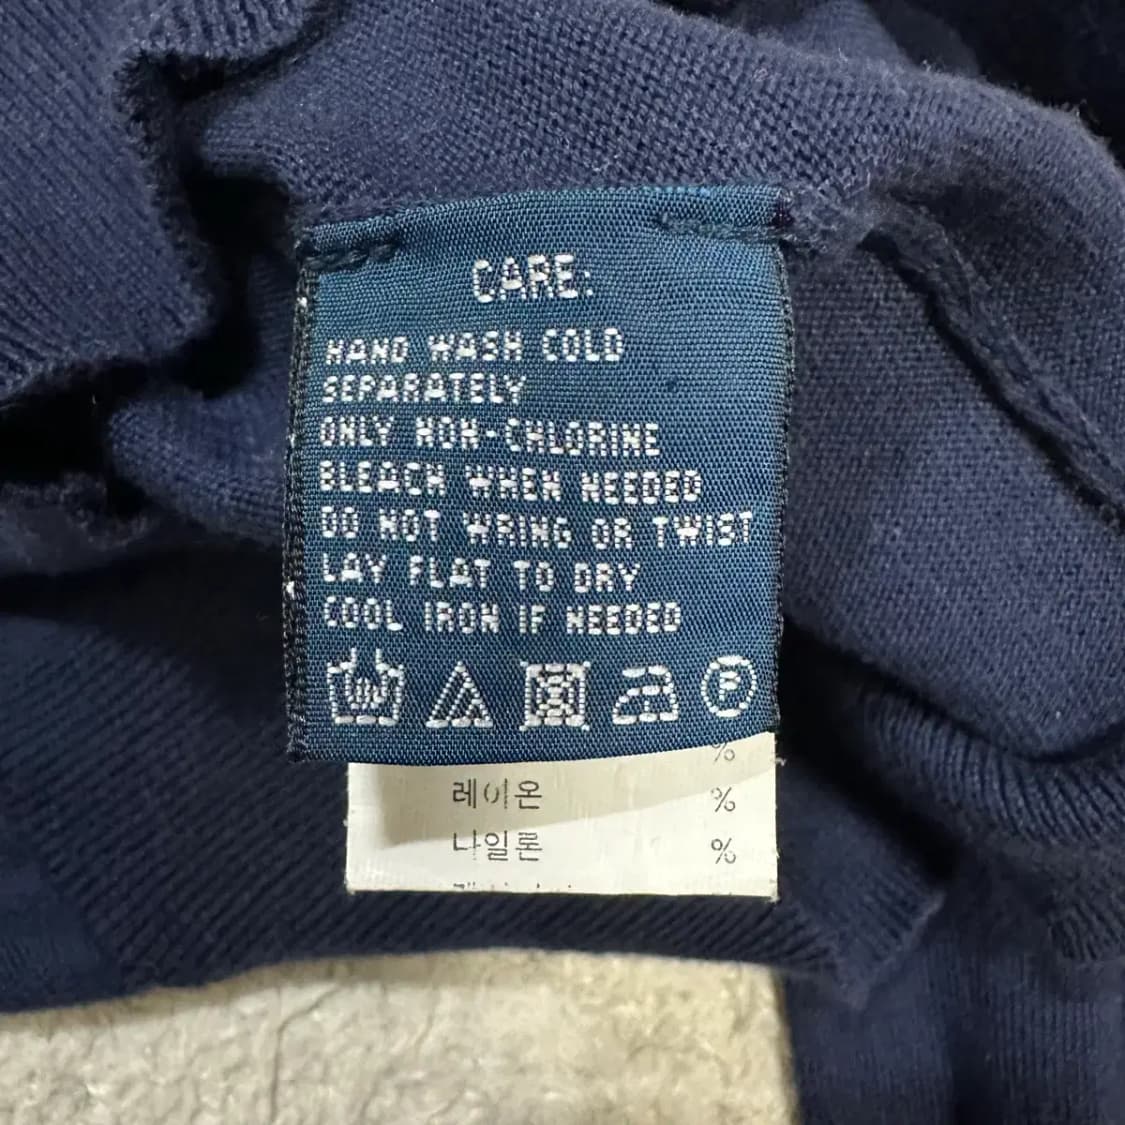 CARE:
HAND WASH COLD
SEPARATELY
ONLY NON-CHLORINE
BLEACH WHEN NEEDED
DO NOT WRING OR TWIST
LAY FLAT TO DRY
COOL IRON IF NEEDED
P
%
레이온 %
나일론 %